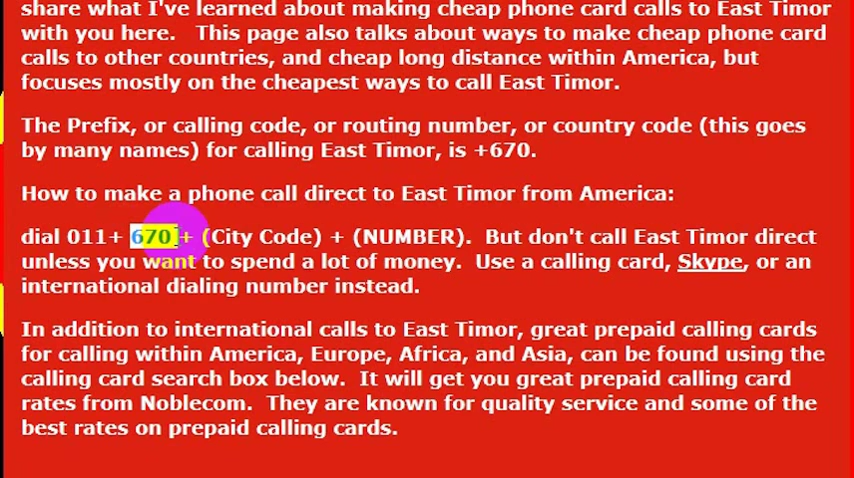 share what I've learned about making cheap phone card calls to East Timor
with you here.   This page also talks about ways to make cheap phone card
calls to other countries, and cheap long distance within America, but
focuses mostly on the cheapest ways to call East Timor.
The Prefix, or calling code, or routing number, or country code (this goes
by many names) for calling East Timor, is +670.
How to make a phone call direct to East Timor from America:
dial 011+ 670 + (City Code) + (NUMBER).  But don't call East Timor direct
unless you want to spend a lot of money.  Use a calling card, Skype, or an
international dialing number instead.
In addition to international calls to East Timor, great prepaid calling cards
for calling within America, Europe, Africa, and Asia, can be found using the
calling card search box below.  It will get you great prepaid calling card
rates from Noblecom.  They are known for quality service and some of the
best rates on prepaid calling cards.